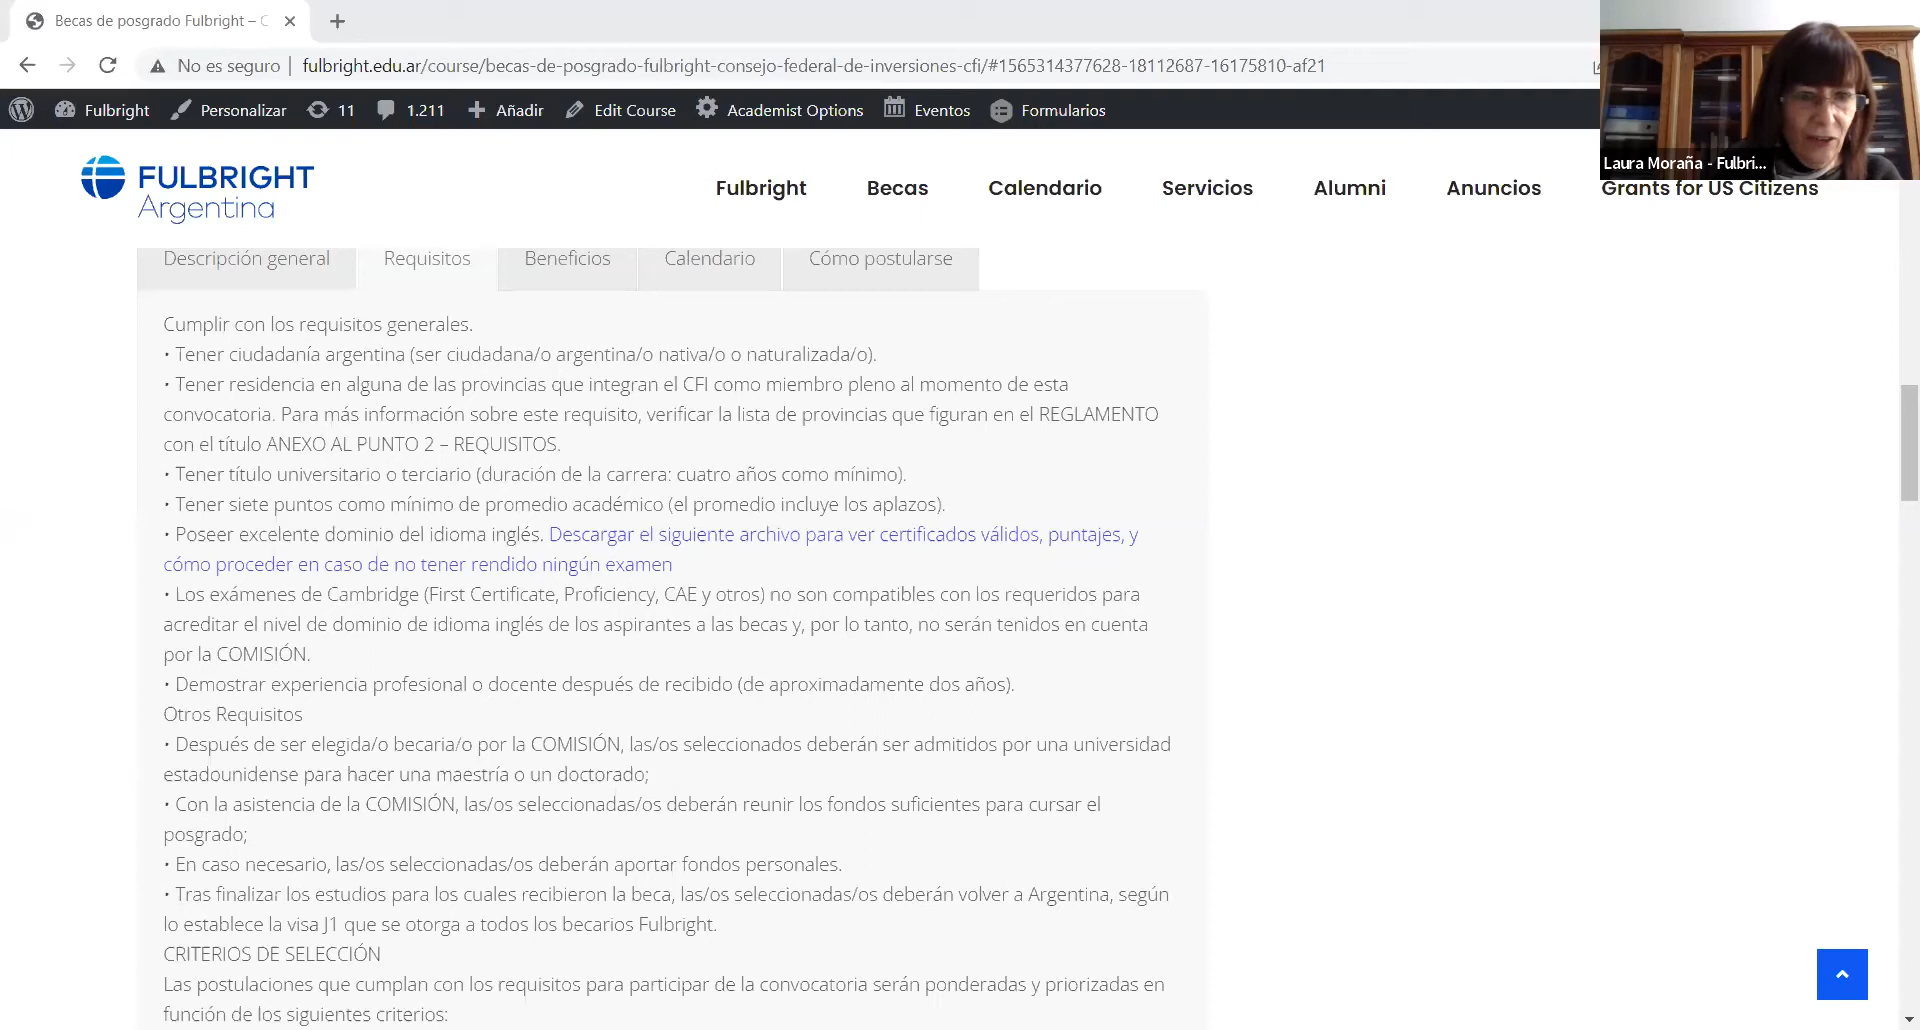 Becas de posgrado Fulbright – C
No es seguro | fulbright.edu.ar/course/becas-de-posgrado-fulbright-consejo-federal-de-inversiones-cfi/#1565314377628-18112687-16175810-af21
Fulbright Personalizar 11 1.211 Añadir Edit Course Academist Options Eventos Formularios
Laura Moraña - Fulbri...
FULBRIGHT
Argentina
Fulbright Becas Calendario Servicios Alumni Anuncios Grants for US Citizens
Descripción general Requisitos Beneficios Calendario Cómo postularse
Cumplir con los requisitos generales.
• Tener ciudadanía argentina (ser ciudadana/o argentina/o nativa/o o naturalizada/o).
• Tener residencia en alguna de las provincias que integran el CFI como miembro pleno al momento de esta
convocatoria. Para más información sobre este requisito, verificar la lista de provincias que figuran en el REGLAMENTO
con el título ANEXO AL PUNTO 2 – REQUISITOS.
• Tener título universitario o terciario (duración de la carrera: cuatro años como mínimo).
• Tener siete puntos como mínimo de promedio académico (el promedio incluye los aplazos).
• Poseer excelente dominio del idioma inglés. Descargar el siguiente archivo para ver certificados válidos, puntajes, y
cómo proceder en caso de no tener rendido ningún examen
• Los exámenes de Cambridge (First Certificate, Proficiency, CAE y otros) no son compatibles con los requeridos para
acreditar el nivel de dominio de idioma inglés de los aspirantes a las becas y, por lo tanto, no serán tenidos en cuenta
por la COMISIÓN.
• Demostrar experiencia profesional o docente después de recibido (de aproximadamente dos años).
Otros Requisitos
• Después de ser elegida/o becaria/o por la COMISIÓN, las/os seleccionados deberán ser admitidos por una universidad
estadounidense para hacer una maestría o un doctorado;
• Con la asistencia de la COMISIÓN, las/os seleccionadas/os deberán reunir los fondos suficientes para cursar el
posgrado;
• En caso necesario, las/os seleccionadas/os deberán aportar fondos personales.
• Tras finalizar los estudios para los cuales recibieron la beca, las/os seleccionadas/os deberán volver a Argentina, según
lo establece la visa J1 que se otorga a todos los becarios Fulbright.
CRITERIOS DE SELECCIÓN
Las postulaciones que cumplan con los requisitos para participar de la convocatoria serán ponderadas y priorizadas en
función de los siguientes criterios: